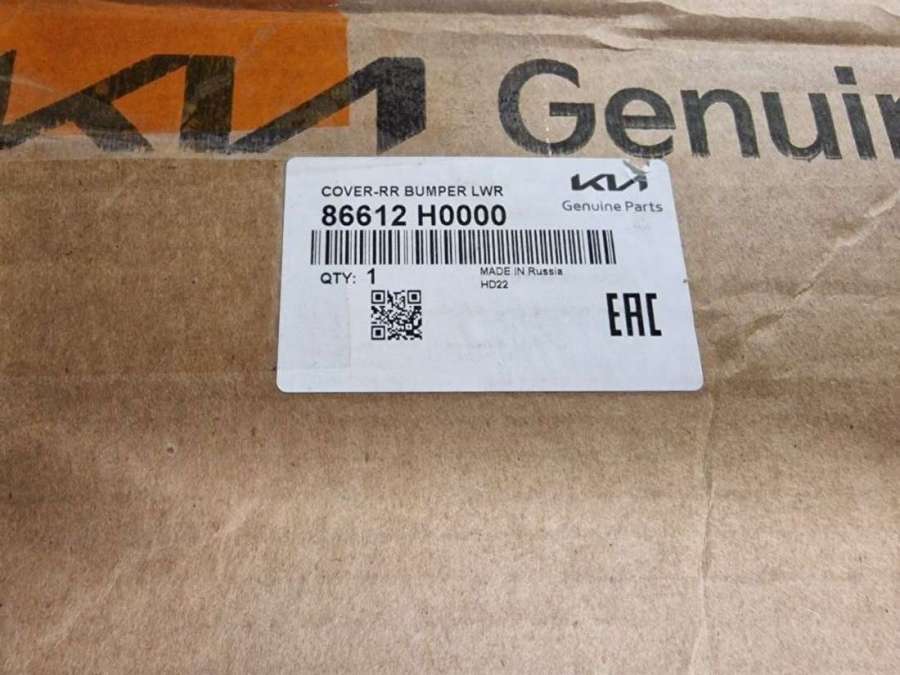 KIA Genuin
COVER-RR BUMPER LWR
86612 H0000
KIA
Genuine Parts
QTY: 1
MADE IN Russia
HD22
EAC